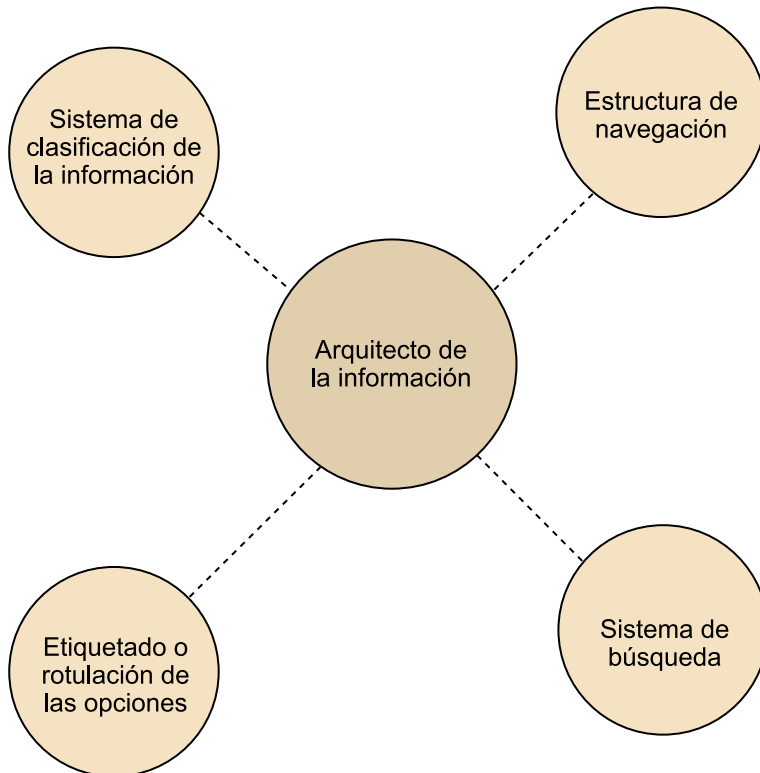 Sistema de
clasificación de
la información
Estructura de
navegación
Arquitecto de
la información
Etiquetado o
rotulación de
las opciones
Sistema de
búsqueda